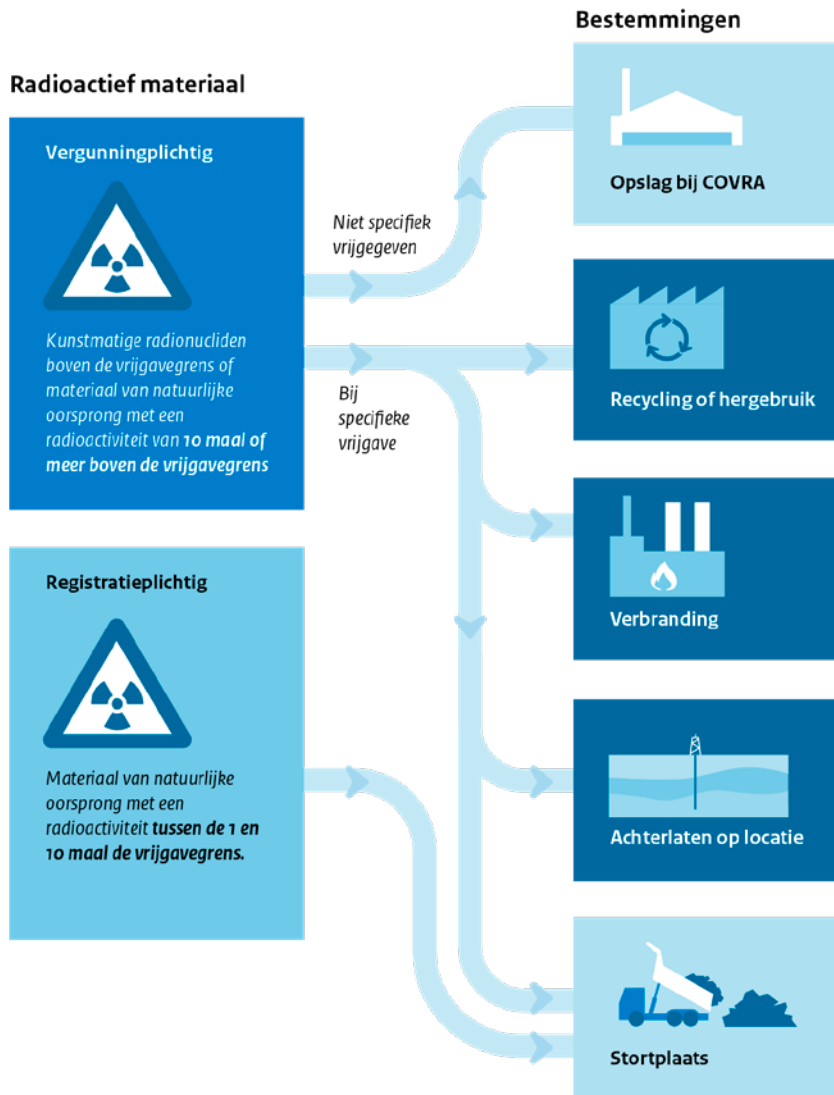 Radioactief materiaal
Vergunningplichtig
Kunstmatige radionucliden
boven de vrijgavegrens of
materiaal van natuurlijke
oorsprong met een
radioactiviteit van 10 maal of
meer boven de vrijgavegrens
Registratieplichtig
Materiaal van natuurlijke
oorsprong met een
radioactiviteit tussen de 1 en
10 maal de vrijgavegrens.
Niet specifiek
vrijgegeven
Bij
specifieke
vrijgave
Bestemmingen
Opslag bij COVRA
Recycling of hergebruik
Verbranding
Achterlaten op locatie
Stortplaats